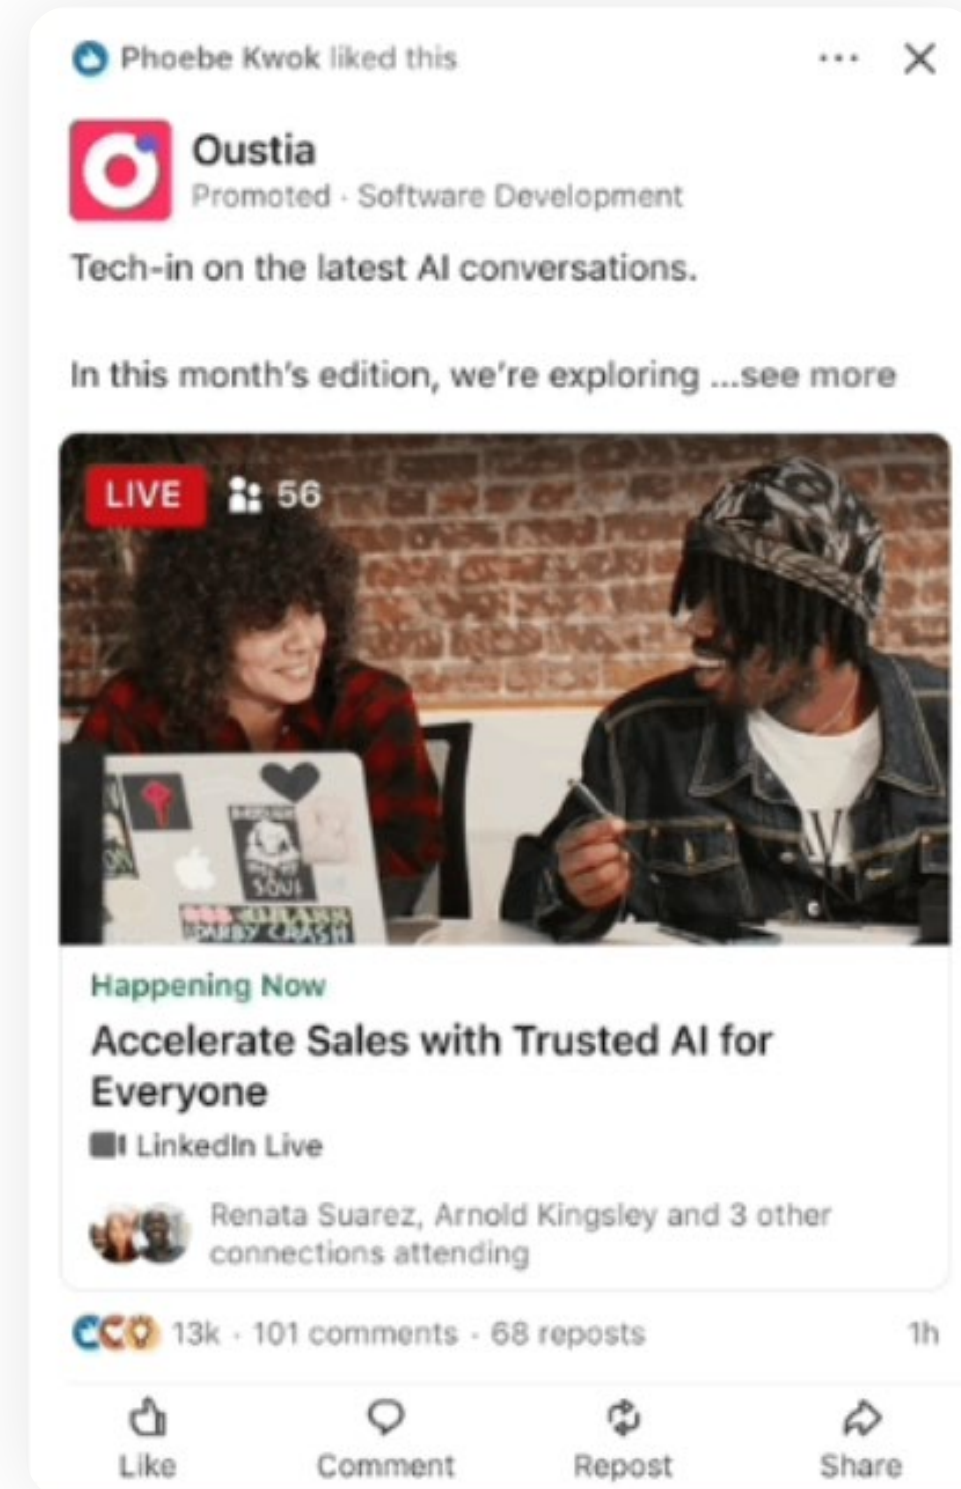 Phoebe Kwok liked this
Oustia
Promoted · Software Development
Tech-in on the latest AI conversations.
In this month's edition, we're exploring ...see more
LIVE 56
SOUL
CRASH
Happening Now
Accelerate Sales with Trusted AI for
Everyone
LinkedIn Live
Renata Suarez, Arnold Kingsley and 3 other
connections attending
13k · 101 comments · 68 reposts 1h
Like Comment Repost Share